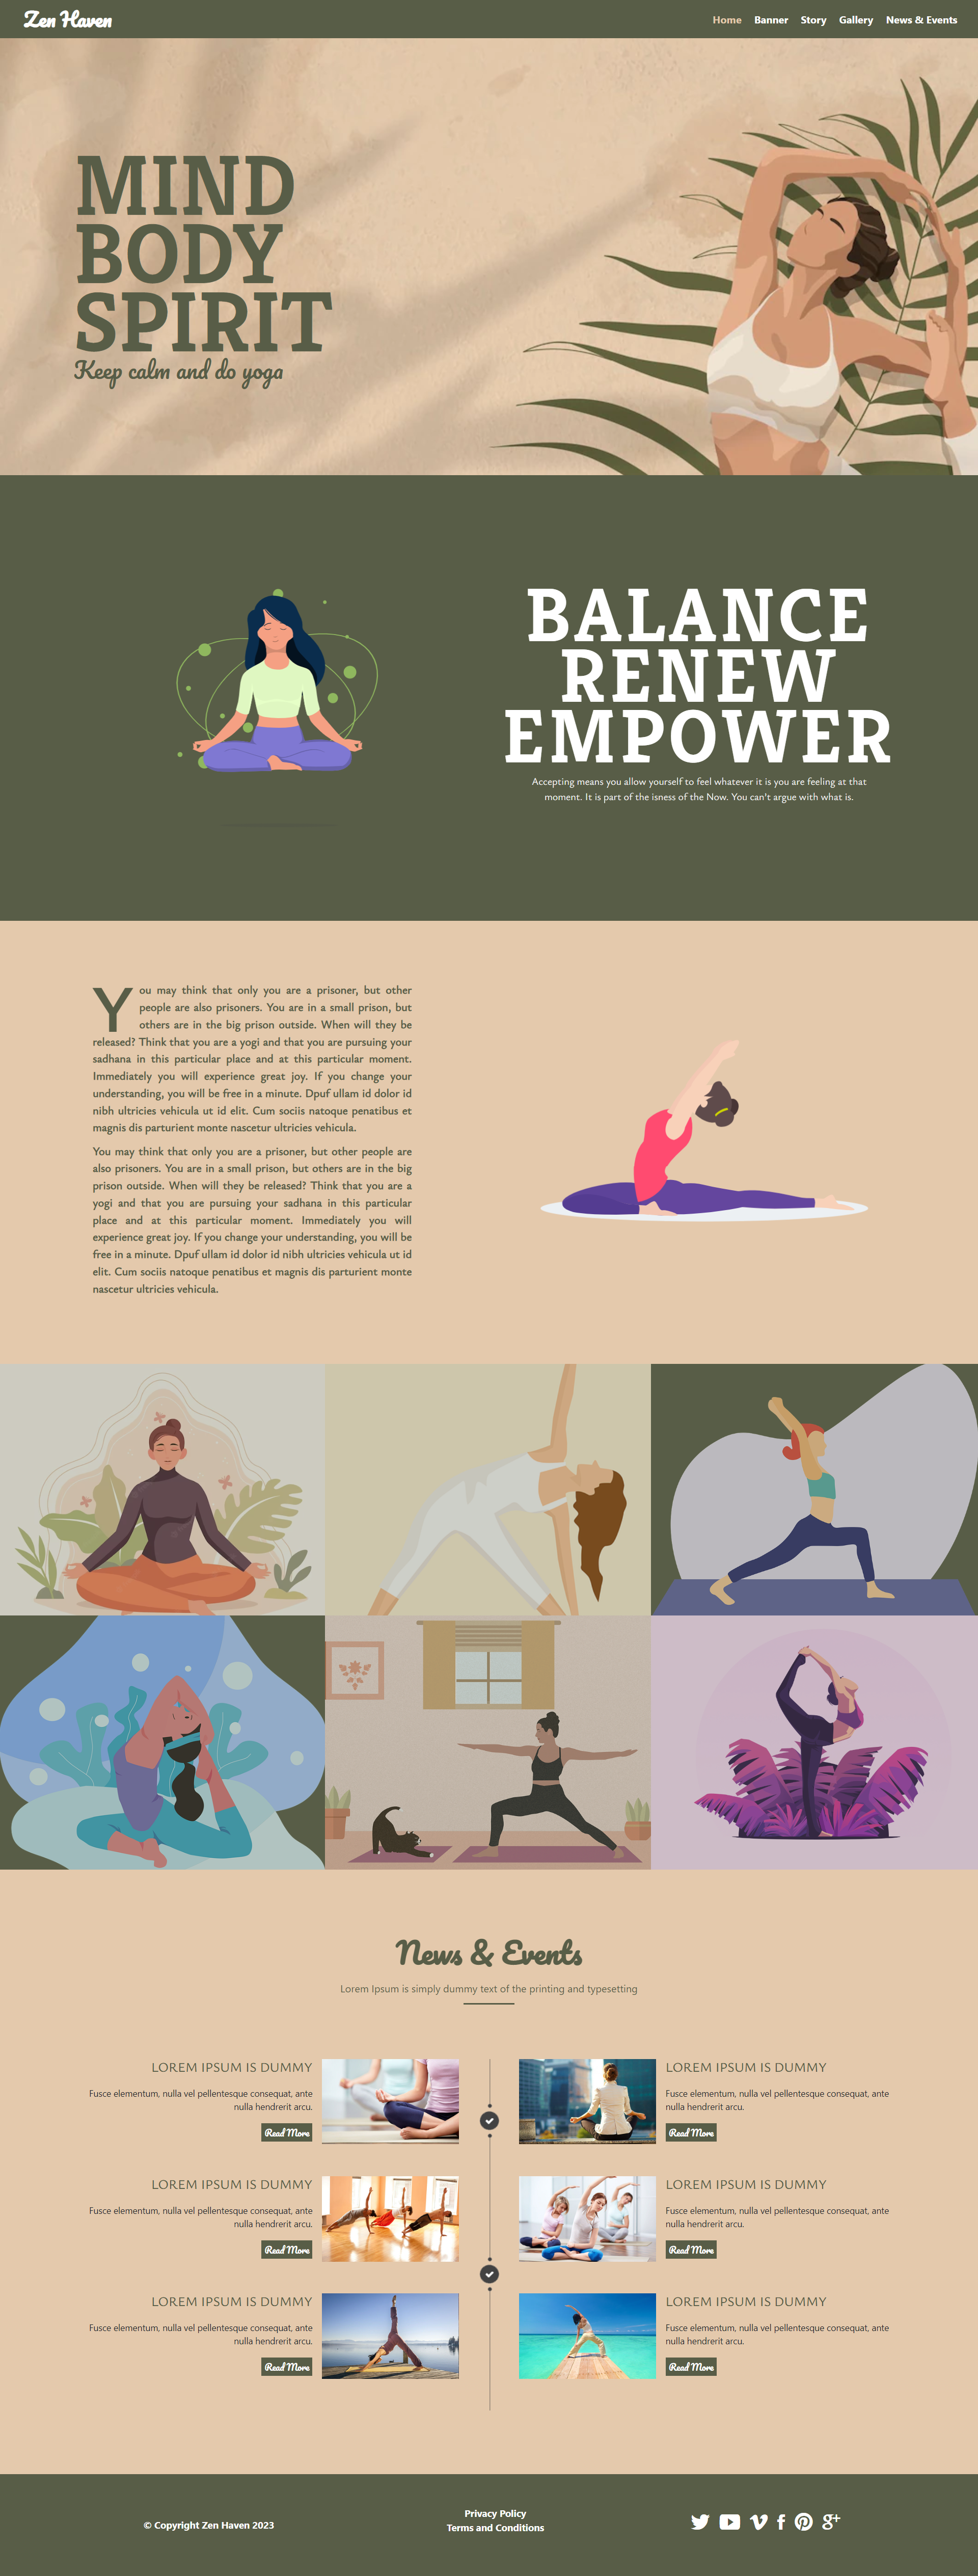 Zen Haven
Home Banner Story Gallery News & Events
MIND
BODY
SPIRIT
Keep calm and do yoga
BALANCE
RENEW
EMPOWER
Accepting means you allow yourself to feel whatever it is you are feeling at that
moment. It is part of the isness of the Now. You can't argue with what is.
You may think that only you are a prisoner, but other
people are also prisoners. You are in a small prison, but
others are in the big prison outside. When will they be
released? Think that you are a yogi and that you are pursuing your
sadhana in this particular place and at this particular moment.
Immediately you will experience great joy. If you change your
understanding, you will be free in a minute. Dpuf ullam id dolor id
nibh ultricies vehicula ut id elit. Cum sociis natoque penatibus et
magnis dis parturient monte nascetur ultricies vehicula.
You may think that only you are a prisoner, but other people are
also prisoners. You are in a small prison, but others are in the big
prison outside. When will they be released? Think that you are a
yogi and that you are pursuing your sadhana in this particular
place and at this particular moment. Immediately you will
experience great joy. If you change your understanding, you will be
free in a minute. Dpuf ullam id dolor id nibh ultricies vehicula ut id
elit. Cum sociis natoque penatibus et magnis dis parturient monte
nascetur ultricies vehicula.
News & Events
Lorem Ipsum is simply dummy text of the printing and typesetting
LOREM IPSUM IS DUMMY
Fusce elementum, nulla vel pellentesque consequat, ante
nulla hendrerit arcu.
Read More
LOREM IPSUM IS DUMMY
Fusce elementum, nulla vel pellentesque consequat, ante
nulla hendrerit arcu.
Read More
LOREM IPSUM IS DUMMY
Fusce elementum, nulla vel pellentesque consequat, ante
nulla hendrerit arcu.
Read More
LOREM IPSUM IS DUMMY
Fusce elementum, nulla vel pellentesque consequat, ante
nulla hendrerit arcu.
Read More
LOREM IPSUM IS DUMMY
Fusce elementum, nulla vel pellentesque consequat, ante
nulla hendrerit arcu.
Read More
LOREM IPSUM IS DUMMY
Fusce elementum, nulla vel pellentesque consequat, ante
nulla hendrerit arcu.
Read More
© Copyright Zen Haven 2023
Privacy Policy
Terms and Conditions